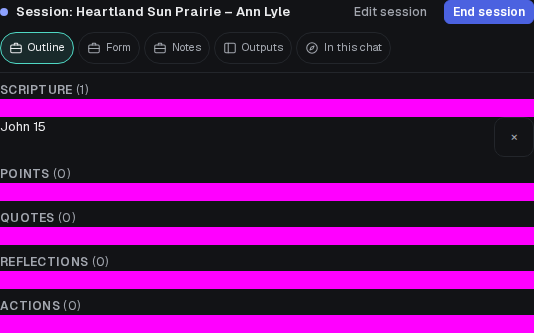 Session: Heartland Sun Prairie – Ann Lyle
Edit session
End session
Outline
Form
Notes
Outputs
In this chat
SCRIPTURE (1)
John 15
×
POINTS (0)
QUOTES (0)
REFLECTIONS (0)
ACTIONS (0)